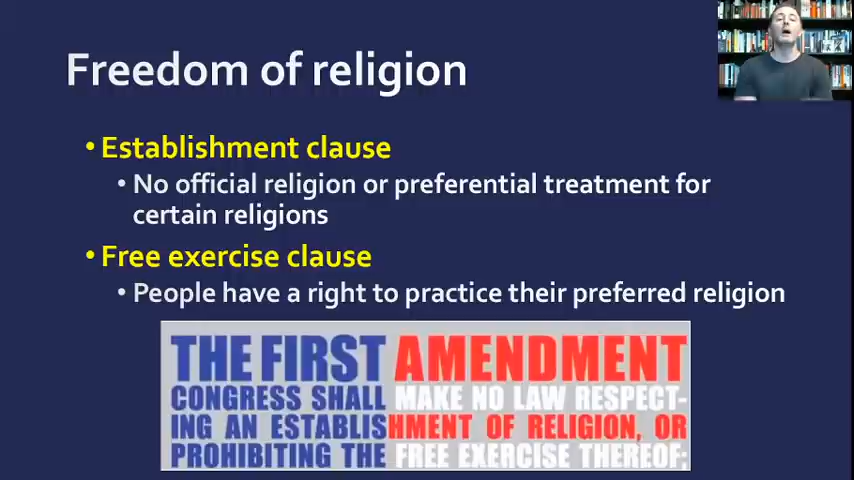 Freedom of religion
• Establishment clause
• No official religion or preferential treatment for
certain religions
• Free exercise clause
• People have a right to practice their preferred religion
THE FIRST AMENDMENT
CONGRESS SHALL MAKE NO LAW RESPECT-
ING AN ESTABLISHMENT OF RELIGION, OR
PROHIBITING THE FREE EXERCISE THEREOF;